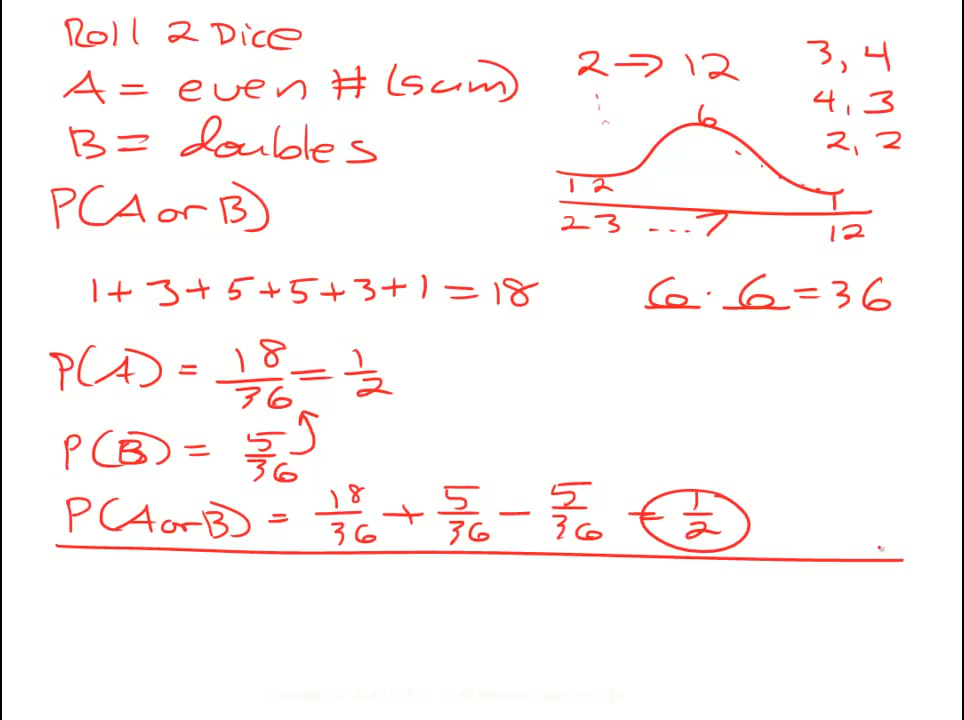 Roll 2 Dice
A = even # (sum)
B = doubles
P(A or B)
2 ⇒ 12
3, 4
4, 3
2, 2
6
1 2 1
2 3 .... 7 12
1 + 3 + 5 + 5 + 3 + 1 = 18
6 · 6 = 36
P(A) = 18/36 = 1/2
P(B) = 5/36
P(A or B) = 18/36 + 5/36 - 5/36 = 1/2